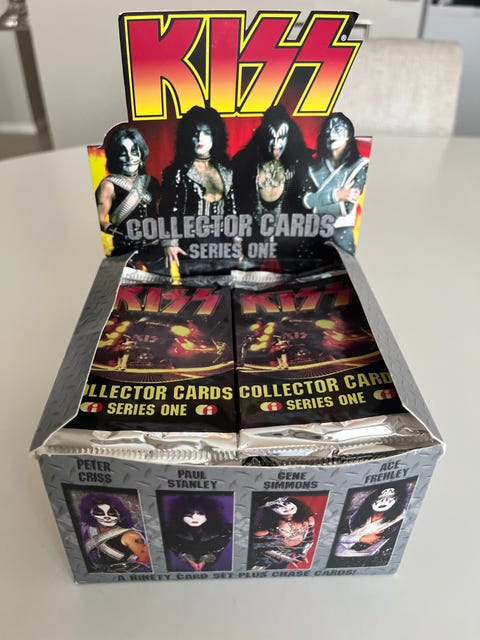 KISS
COLLECTOR CARDS
SERIES ONE
KISS
COLLECTOR CARDS
SERIES ONE
KISS
COLLECTOR CARDS
SERIES ONE
PETER CRISS
PAUL STANLEY
GENE SIMMONS
ACE FREHLEY
A NINETY CARD SET PLUS CHASE CARDS!